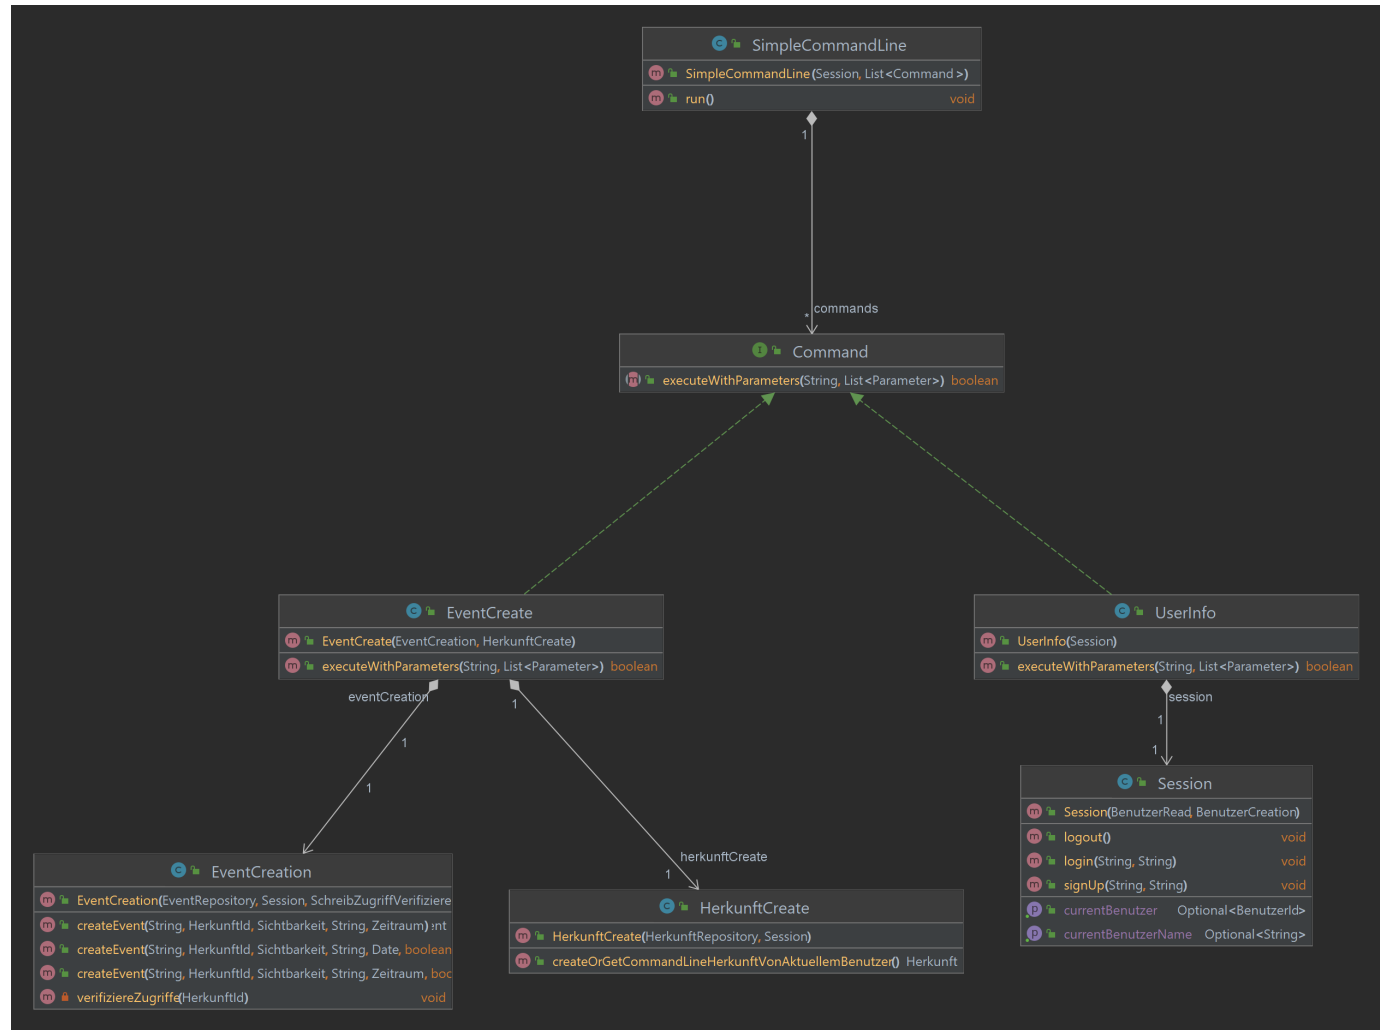 SimpleCommandLine
SimpleCommandLine(Session, List<Command>)
run() void
1
commands
*
Command
executeWithParameters(String, List<Parameter>) boolean
EventCreate
EventCreate(EventCreation, HerkunftCreate)
executeWithParameters(String, List<Parameter>) boolean
UserInfo
UserInfo(Session)
executeWithParameters(String, List<Parameter>) boolean
eventCreation
1
1
1
session
1
1
Session
Session(BenutzerRead, BenutzerCreation)
logout() void
login(String, String) void
signUp(String, String) void
currentBenutzer Optional<BenutzerId>
currentBenutzerName Optional<String>
herkunftCreate
1
EventCreation
EventCreation(EventRepository, Session, SchreibZugriffVerifiziere
createEvent(String, HerkunftId, Sichtbarkeit, String, Zeitraum)
createEvent(String, HerkunftId, Sichtbarkeit, String, Date, boolean
createEvent(String, HerkunftId, Sichtbarkeit, String, Zeitraum, boo
verifiziereZugriffe(HerkunftId) void
HerkunftCreate
HerkunftCreate(HerkunftRepository, Session)
createOrGetCommandLineHerkunftVonAktuellemBenutzer() Herkunft